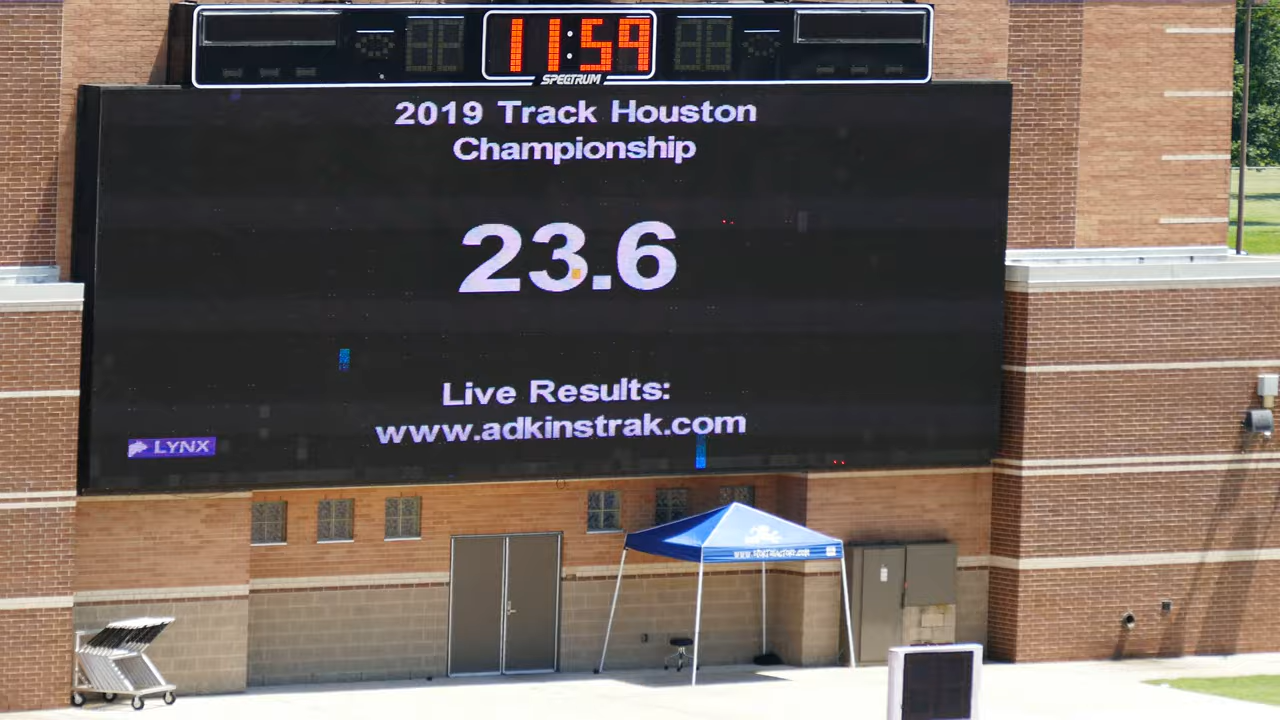 11:59
SPECTRUM
2019 Track Houston
Championship
23.6
Live Results:
www.adkinstrak.com
LYNX